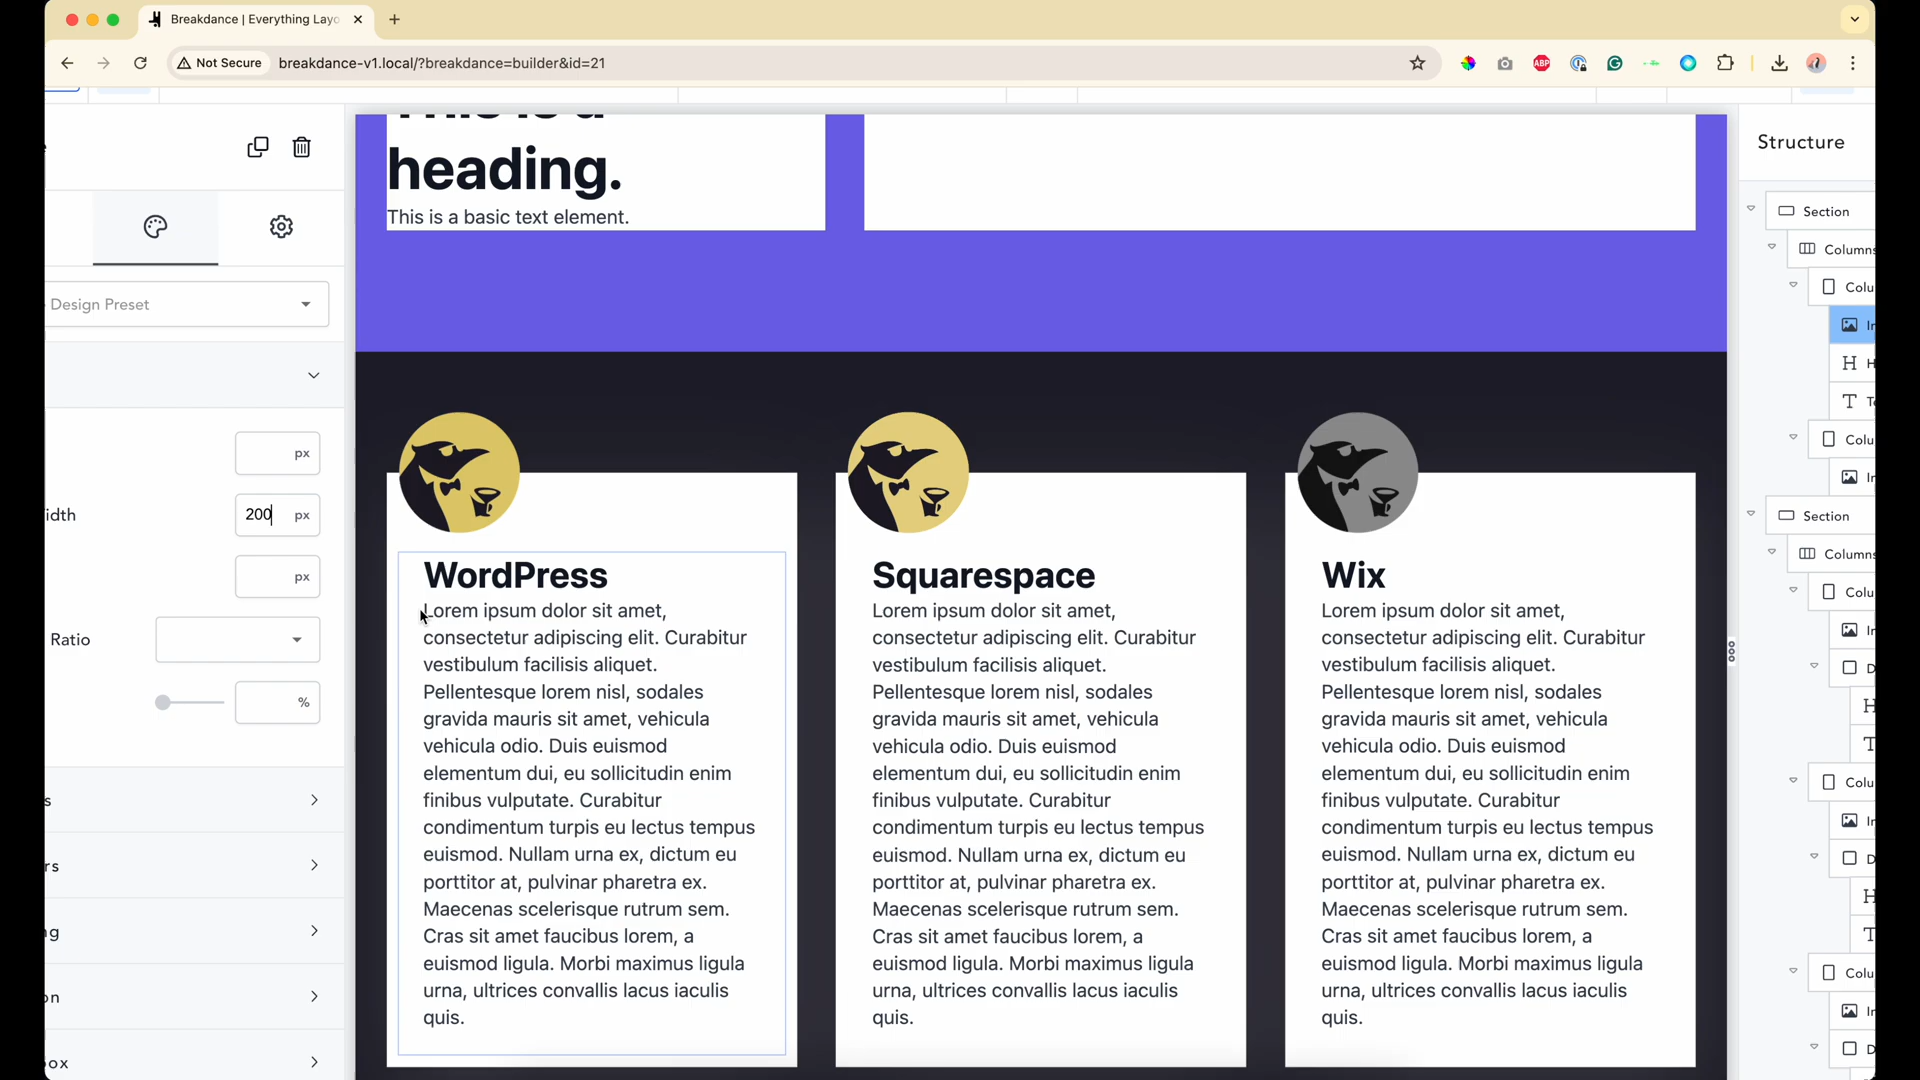 Breakdance | Everything Layo
Not Secure
breakdance-v1.local/?breakdance=builder&id=21
ABP
Design Preset
px
idth
200
px
px
Ratio
%
s
rs
ng
on
ox
heading.
This is a basic text element.
WordPress
Lorem ipsum dolor sit amet,
consectetur adipiscing elit. Curabitur
vestibulum facilisis aliquet.
Pellentesque lorem nisl, sodales
gravida mauris sit amet, vehicula
vehicula odio. Duis euismod
elementum dui, eu sollicitudin enim
finibus vulputate. Curabitur
condimentum turpis eu lectus tempus
euismod. Nullam urna ex, dictum eu
porttitor at, pulvinar pharetra ex.
Maecenas scelerisque rutrum sem.
Cras sit amet faucibus lorem, a
euismod ligula. Morbi maximus ligula
urna, ultrices convallis lacus iaculis
quis.
Squarespace
Lorem ipsum dolor sit amet,
consectetur adipiscing elit. Curabitur
vestibulum facilisis aliquet.
Pellentesque lorem nisl, sodales
gravida mauris sit amet, vehicula
vehicula odio. Duis euismod
elementum dui, eu sollicitudin enim
finibus vulputate. Curabitur
condimentum turpis eu lectus tempus
euismod. Nullam urna ex, dictum eu
porttitor at, pulvinar pharetra ex.
Maecenas scelerisque rutrum sem.
Cras sit amet faucibus lorem, a
euismod ligula. Morbi maximus ligula
urna, ultrices convallis lacus iaculis
quis.
Wix
Lorem ipsum dolor sit amet,
consectetur adipiscing elit. Curabitur
vestibulum facilisis aliquet.
Pellentesque lorem nisl, sodales
gravida mauris sit amet, vehicula
vehicula odio. Duis euismod
elementum dui, eu sollicitudin enim
finibus vulputate. Curabitur
condimentum turpis eu lectus tempus
euismod. Nullam urna ex, dictum eu
porttitor at, pulvinar pharetra ex.
Maecenas scelerisque rutrum sem.
Cras sit amet faucibus lorem, a
euismod ligula. Morbi maximus ligula
urna, ultrices convallis lacus iaculis
quis.
Structure
Section
Columns
Colu
Colu
Section
Columns
Colu
Colu
Colu